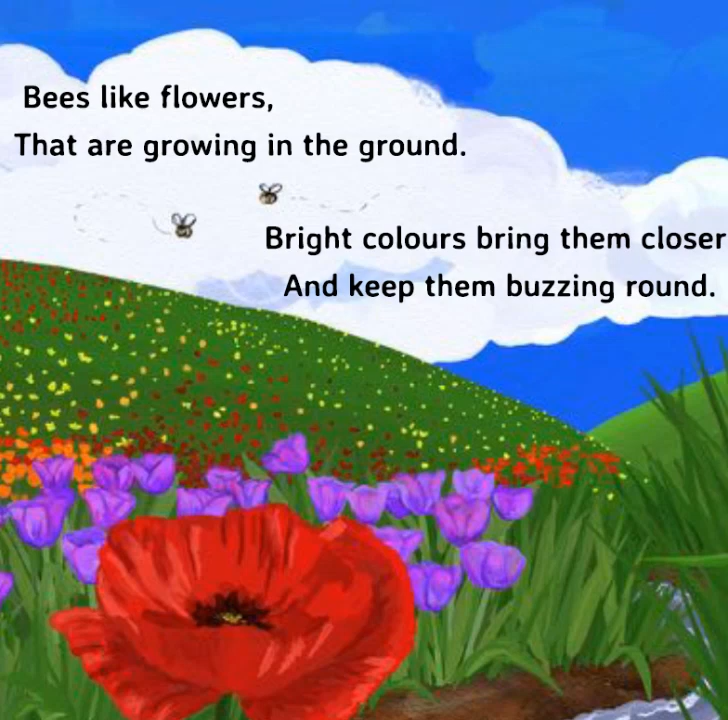 Bees like flowers,
That are growing in the ground.
Bright colours bring them closer
And keep them buzzing round.